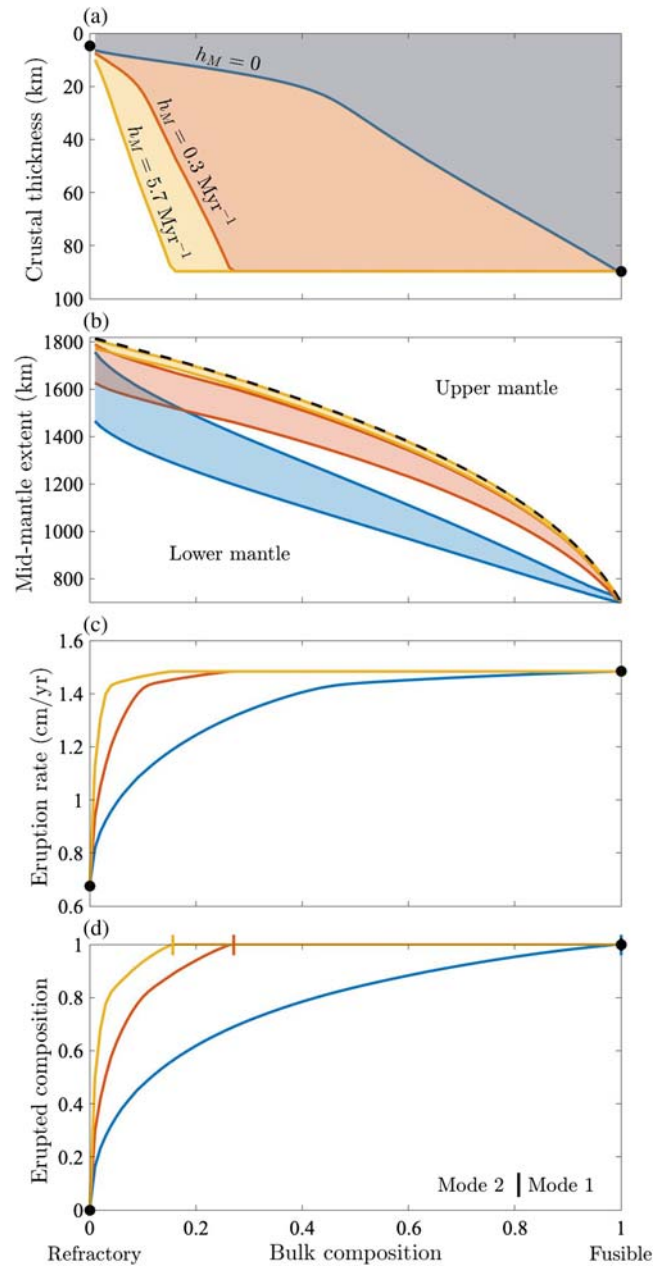 (a)
0
20
40
60
80
100
Crustal thickness (km)
h_M = 0
h_M = 0.3 Myr⁻¹
h_M = 5.7 Myr⁻¹
(b)
1800
1600
1400
1200
1000
800
Mid-mantle extent (km)
Upper mantle
Lower mantle
(c)
1.6
1.4
1.2
1
0.8
0.6
Eruption rate (cm/yr)
(d)
1
0.8
0.6
0.4
0.2
0
Erupted composition
Mode 2 | Mode 1
0 0.2 0.4 0.6 0.8 1
Refractory Bulk composition Fusible